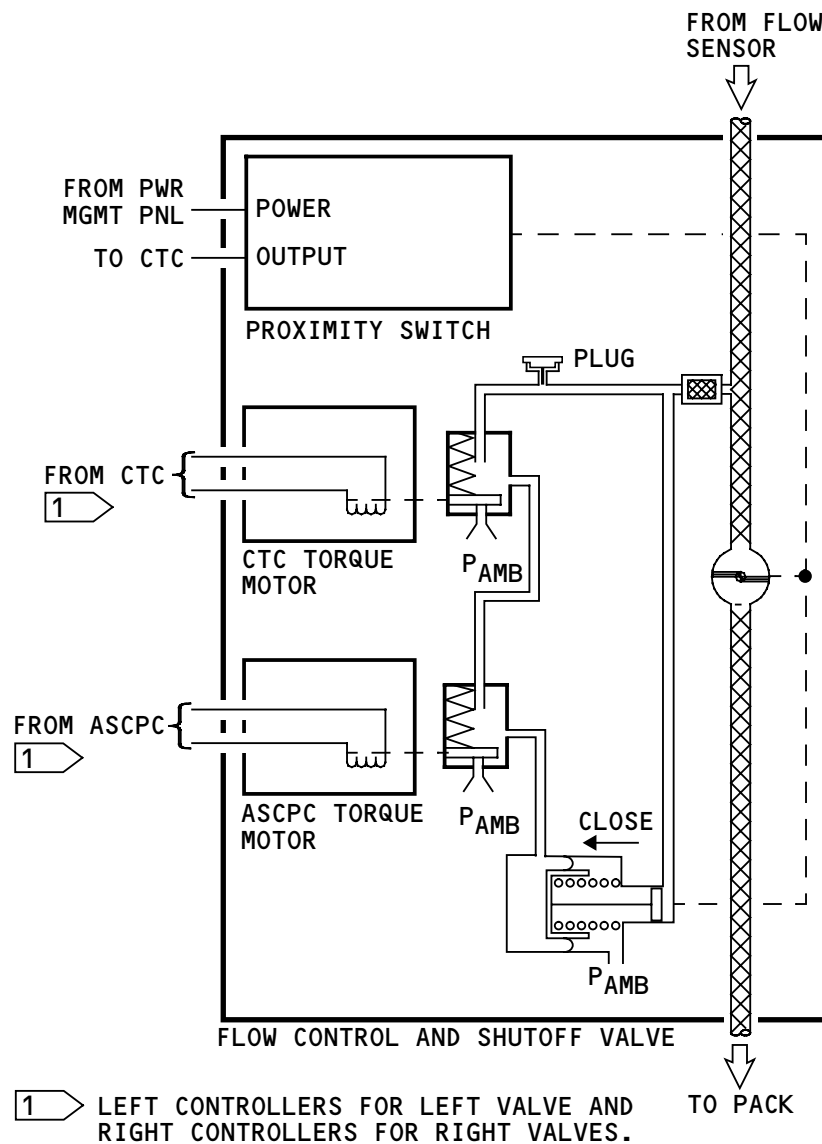 FROM FLOW
SENSOR
FROM PWR
MGMT PNL
POWER
TO CTC
OUTPUT
PROXIMITY SWITCH
PLUG
FROM CTC
1
CTC TORQUE
MOTOR
PAMB
FROM ASCPC
1
ASCPC TORQUE
MOTOR
PAMB
CLOSE
PAMB
FLOW CONTROL AND SHUTOFF VALVE
TO PACK
1 LEFT CONTROLLERS FOR LEFT VALVE AND
RIGHT CONTROLLERS FOR RIGHT VALVES.